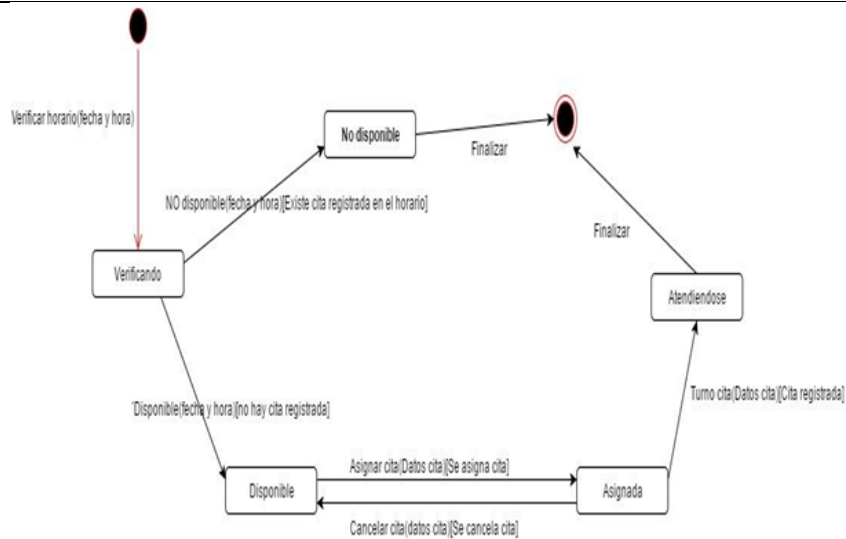 Verificar horario(fecha y hora)
No disponible
Finalizar
NO disponible(fecha y hora)[Existe cita registrada en el horario]
Finalizar
Verificando
Atendiendose
Turno cita(Datos cita)[Cita registrada]
'Disponible(fecha y hora)[no hay cita registrada]
Asignar cita(Datos cita)[Se asigna cita]
Disponible
Asignada
Cancelar cita(datos cita)[Se cancela cita]